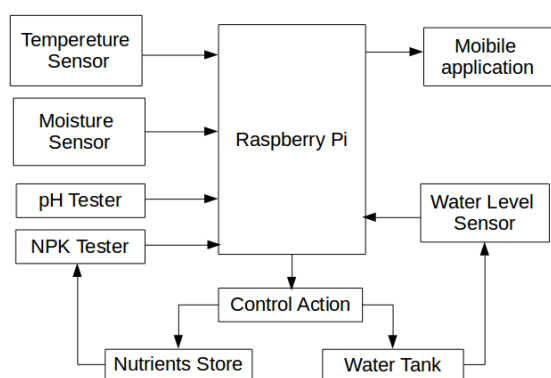 Tempereture
Sensor
Moibile
application
Moisture
Sensor
Raspberry Pi
pH Tester
Water Level
Sensor
NPK Tester
Control Action
Nutrients Store
Water Tank